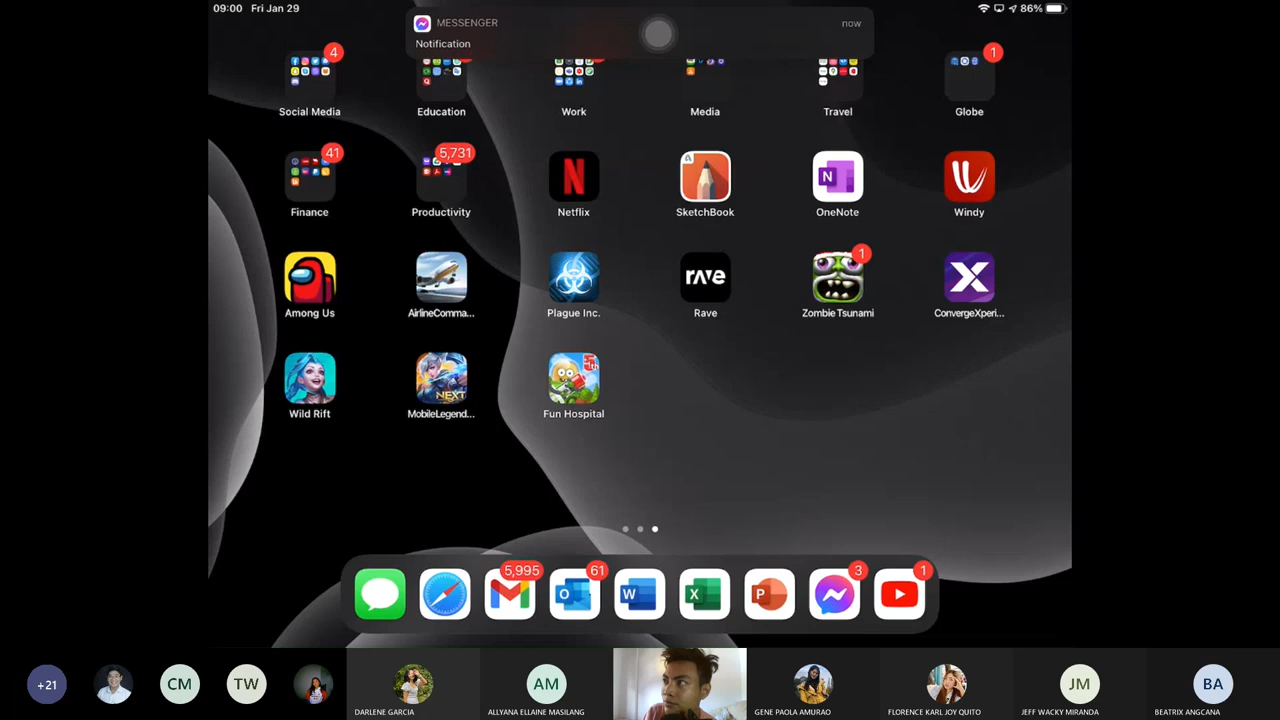 09:00 Fri Jan 29
86%
MESSENGER
now
Notification
4
1
Social Media
Education
Work
Media
Travel
Globe
41
5,731
N
N
Finance
Productivity
Netflix
SketchBook
OneNote
Windy
rave
1
X
Among Us
AirlineComma...
Plague Inc.
Rave
Zombie Tsunami
ConvergeXperi...
NEXT
Wild Rift
MobileLegend...
Fun Hospital
5,995
61
3
1
O
W
X
P
+21
CM
TW
AM
JM
BA
DARLENE GARCIA
ALLYANA ELLAINE MASILANG
GENE PAOLA AMURAO
FLORENCE KARL JOY QUITO
JEFF WACKY MIRANDA
BEATRIX ANGCANA